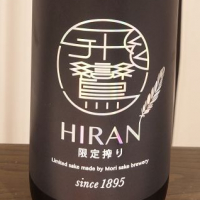 HIRAN
限定搾り
Limited sake made by Mori sake brewery
since 1895